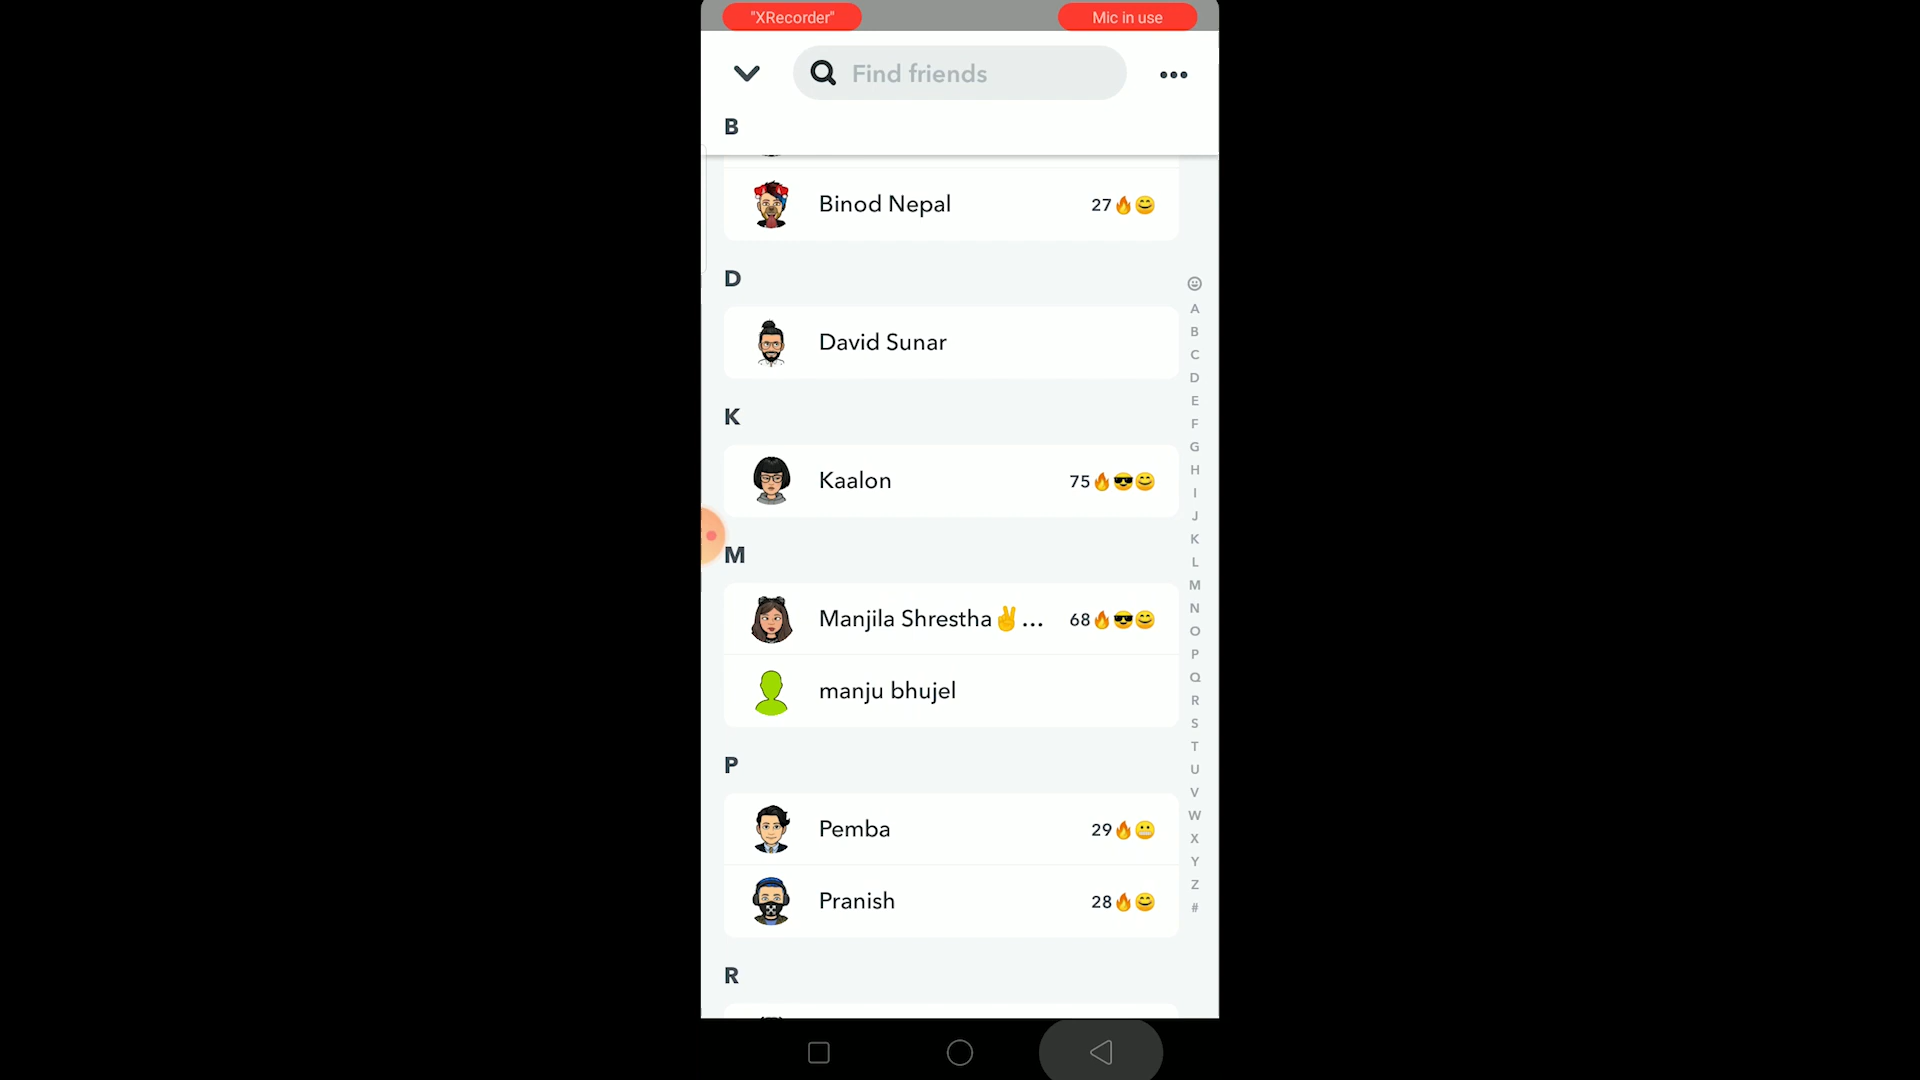 "XRecorder"
Mic in use
Find friends
B
Binod Nepal 27🔥😊
D
David Sunar
K
Kaalon 75🔥😎😊
M
Manjila Shrestha✌... 68🔥😎😊
manju bhujel
P
Pemba 29🔥😬
Pranish 28🔥😊
R
A
B
C
D
E
F
G
H
I
J
K
L
M
N
O
P
Q
R
S
T
U
V
W
X
Y
Z
#